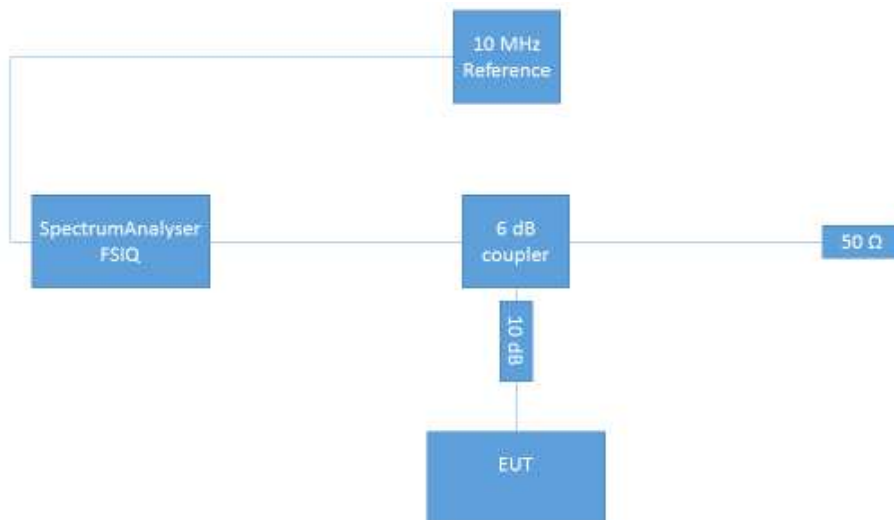 10 MHz
Reference
SpectrumAnalyser
FSIQ
6 dB
coupler
50 Ω
10 dB
EUT